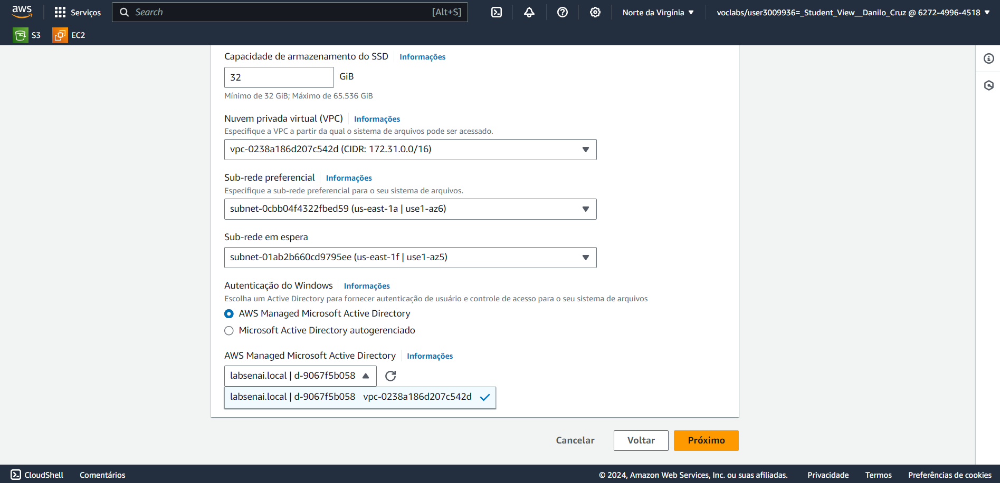 aws
Serviços
Search
[Alt+S]
Norte da Virgínia
voclabs/user3009936=_Student_View__Danilo_Cruz @ 6272-4996-4518
S3
EC2
Capacidade de armazenamento do SSD
Informações
32
GiB
Mínimo de 32 GiB; Máximo de 65.536 GiB
Nuvem privada virtual (VPC)
Informações
Especifique a VPC a partir da qual o sistema de arquivos pode ser acessado.
vpc-0238a186d207c542d (CIDR: 172.31.0.0/16)
Sub-rede preferencial
Informações
Especifique a sub-rede preferencial para o seu sistema de arquivos.
subnet-0cbb04f4322fbed59 (us-east-1a | use1-az6)
Sub-rede em espera
subnet-01ab2b660cd9795ee (us-east-1f | use1-az5)
Autenticação do Windows
Informações
Escolha um Active Directory para fornecer autenticação de usuário e controle de acesso para o seu sistema de arquivos
AWS Managed Microsoft Active Directory
Microsoft Active Directory autogerenciado
AWS Managed Microsoft Active Directory
Informações
labsenai.local | d-9067f5b058
labsenai.local | d-9067f5b058 vpc-0238a186d207c542d
Cancelar
Voltar
Próximo
CloudShell
Comentários
© 2024, Amazon Web Services, Inc. ou suas afiliadas.
Privacidade
Termos
Preferências de cookies